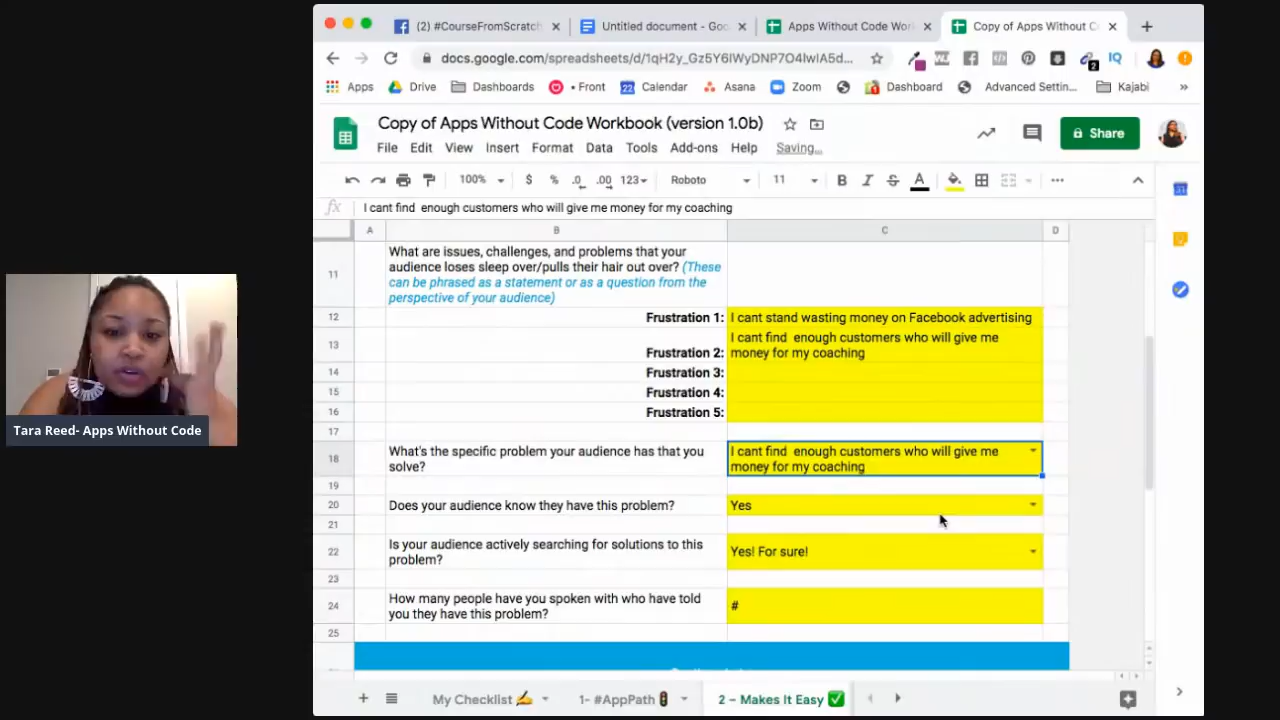 (2) #CourseFromScratch
Untitled document - Goo
Apps Without Code Work
Copy of Apps Without C
docs.google.com/spreadsheets/d/1qH2y_Gz5Y6IWyDNP7O4lwIA5d...
IQ
2
Apps
Drive
Dashboards
• Front
22
Calendar
Asana
Zoom
Dashboard
Advanced Settin...
Kajabi
»
Copy of Apps Without Code Workbook (version 1.0b)
File Edit View Insert Format Data Tools Add-ons Help Saving...
Share
100% $ % .0 .00 123 Roboto 11 B I S A
fx I cant find enough customers who will give me money for my coaching
A B C D
11
What are issues, challenges, and problems that your
audience loses sleep over/pulls their hair out over? (These
can be phrased as a statement or as a question from the
perspective of your audience)
12 Frustration 1: I cant stand wasting money on Facebook advertising
13 Frustration 2: I cant find enough customers who will give me
money for my coaching
14 Frustration 3:
15 Frustration 4:
16 Frustration 5:
17
18
What's the specific problem your audience has that you
solve?
I cant find enough customers who will give me
money for my coaching
19
20 Does your audience know they have this problem? Yes
21
22
Is your audience actively searching for solutions to this
problem?
Yes! For sure!
23
24
How many people have you spoken with who have told
you they have this problem?
#
25
My Checklist
1- #AppPath
2 – Makes It Easy
Tara Reed- Apps Without Code